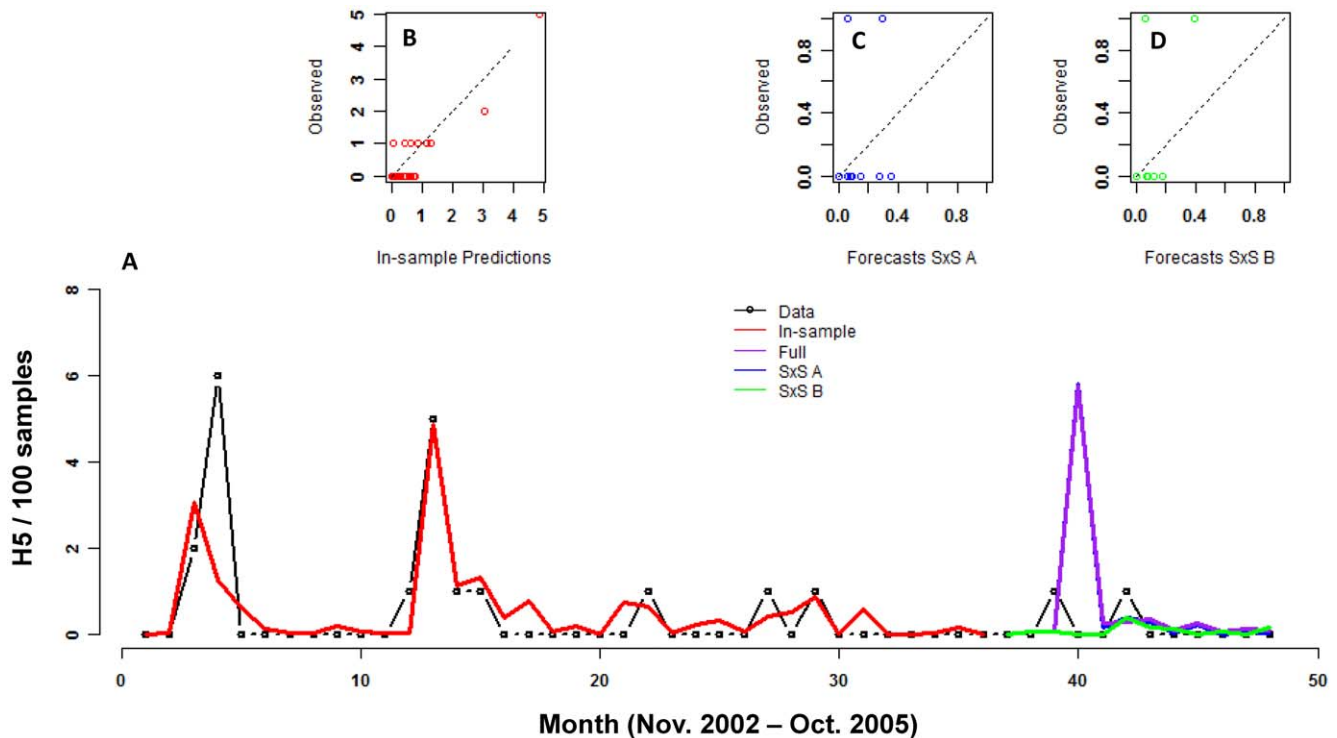 B
Observed
5
4
3
2
1
0
0 1 2 3 4 5
In-sample Predictions
C
Observed
0.8
0.4
0.0
0.0 0.4 0.8
Forecasts SxS A
D
Observed
0.8
0.4
0.0
0.0 0.4 0.8
Forecasts SxS B
A
H5 / 100 samples
8
6
4
2
0
Data
In-sample
Full
SxS A
SxS B
0 10 20 30 40 50
Month (Nov. 2002 – Oct. 2005)